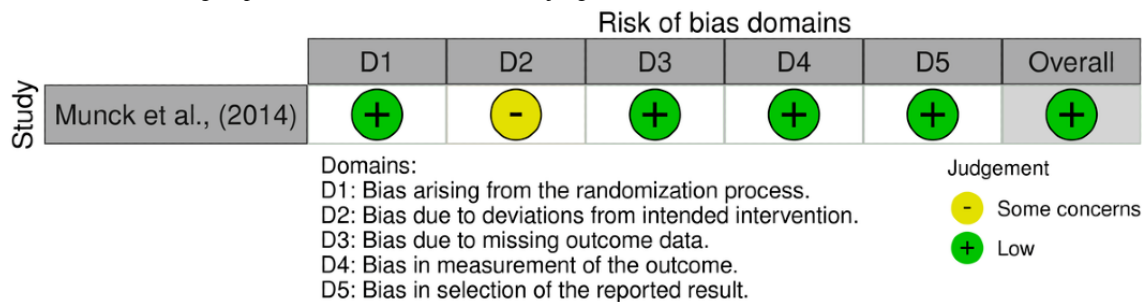 Risk of bias domains
D1 D2 D3 D4 D5 Overall
Study
Munck et al., (2014) + - + + + +
Domains:
D1: Bias arising from the randomization process.
D2: Bias due to deviations from intended intervention.
D3: Bias due to missing outcome data.
D4: Bias in measurement of the outcome.
D5: Bias in selection of the reported result.
Judgement
- Some concerns
+ Low